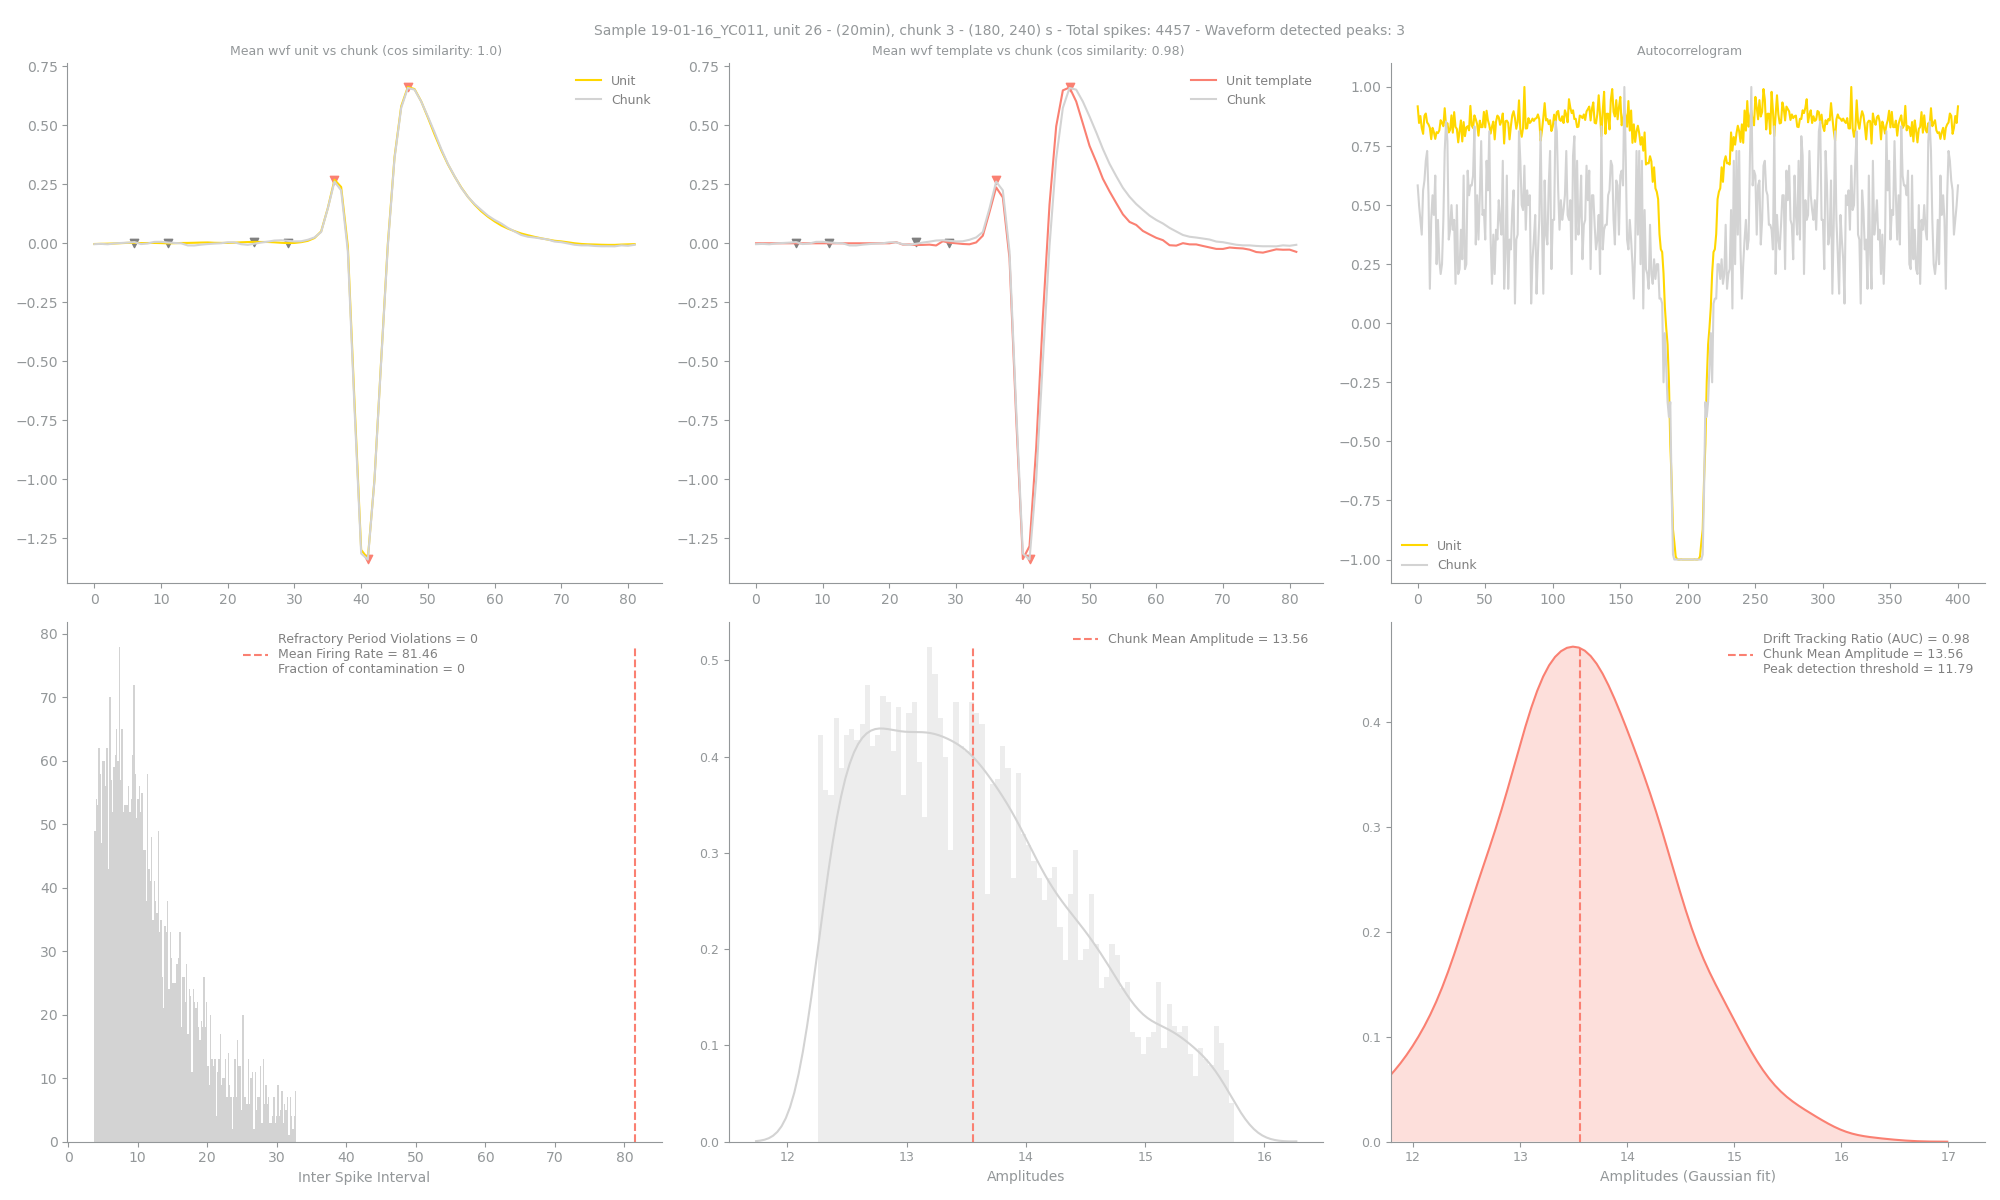 Sample 19-01-16_YC011, unit 26 - (20min), chunk 3 - (180, 240) s - Total spikes: 4457 - Waveform detected peaks: 3
Mean wvf unit vs chunk (cos similarity: 1.0)
0.75
0.50
0.25
0.00
−0.25
−0.50
−0.75
−1.00
−1.25
0 10 20 30 40 50 60 70 80
Unit
Chunk
Mean wvf template vs chunk (cos similarity: 0.98)
0.75
0.50
0.25
0.00
−0.25
−0.50
−0.75
−1.00
−1.25
0 10 20 30 40 50 60 70 80
Unit template
Chunk
Autocorrelogram
1.00
0.75
0.50
0.25
0.00
−0.25
−0.50
−0.75
−1.00
0 50 100 150 200 250 300 350 400
Unit
Chunk
80
70
60
50
40
30
20
10
0
0 10 20 30 40 50 60 70 80
Inter Spike Interval
Refractory Period Violations = 0
Mean Firing Rate = 81.46
Fraction of contamination = 0
0.5
0.4
0.3
0.2
0.1
0.0
12 13 14 15 16
Amplitudes
Chunk Mean Amplitude = 13.56
0.4
0.3
0.2
0.1
0.0
12 13 14 15 16 17
Amplitudes (Gaussian fit)
Drift Tracking Ratio (AUC) = 0.98
Chunk Mean Amplitude = 13.56
Peak detection threshold = 11.79